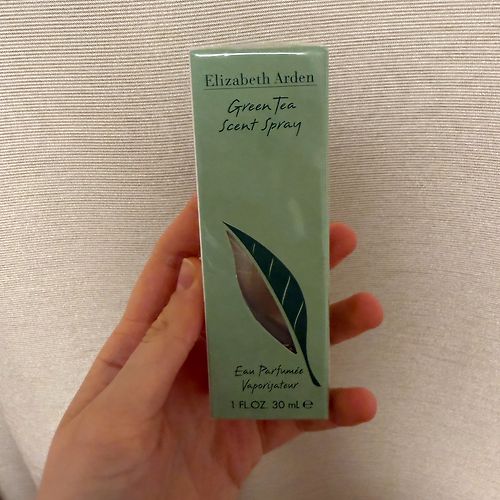 Elizabeth Arden
Green Tea
Scent Spray
Eau Parfumée
Vaporisateur
1 FL.OZ. 30 mL ℮